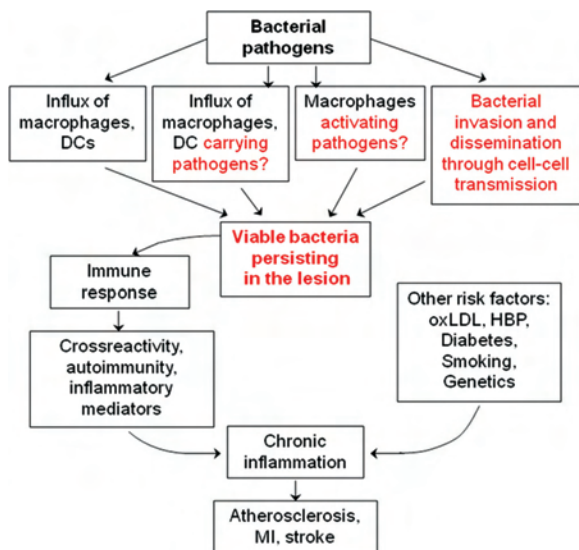 Bacterial
pathogens
Influx of
macrophages,
DCs
Influx of
macrophages,
DC carrying
pathogens?
Macrophages
activating
pathogens?
Bacterial
invasion and
dissemination
through cell-cell
transmission
Viable bacteria
persisting
in the lesion
Immune
response
Other risk factors:
oxLDL, HBP,
Diabetes,
Smoking,
Genetics
Crossreactivity,
autoimmunity,
inflammatory
mediators
Chronic
inflammation
Atherosclerosis,
MI, stroke